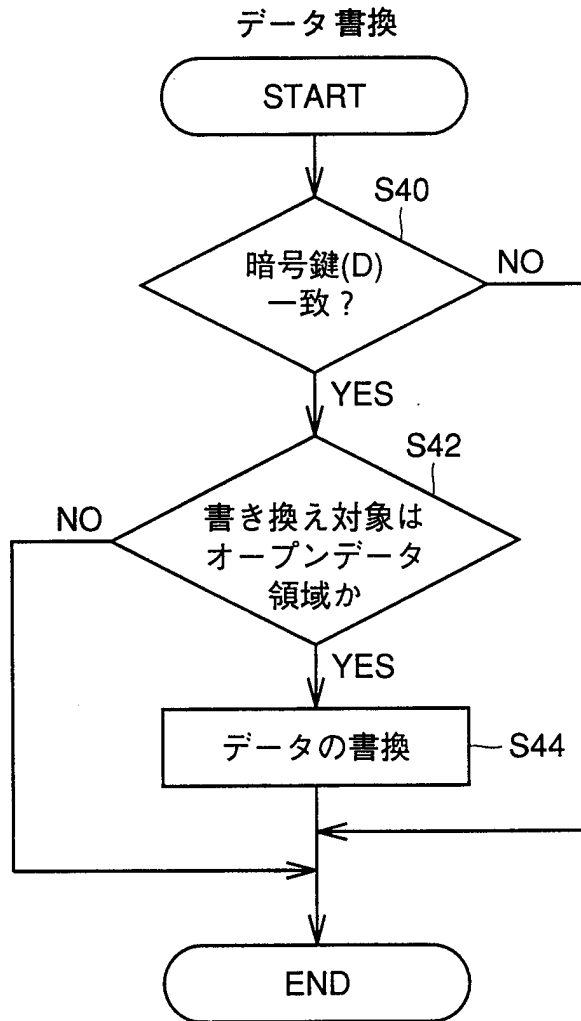 データ書換
START
S40
暗号鍵(D)
一致？
NO
YES
S42
NO
書き換え対象は
オープンデータ
領域か
YES
データの書換
S44
END